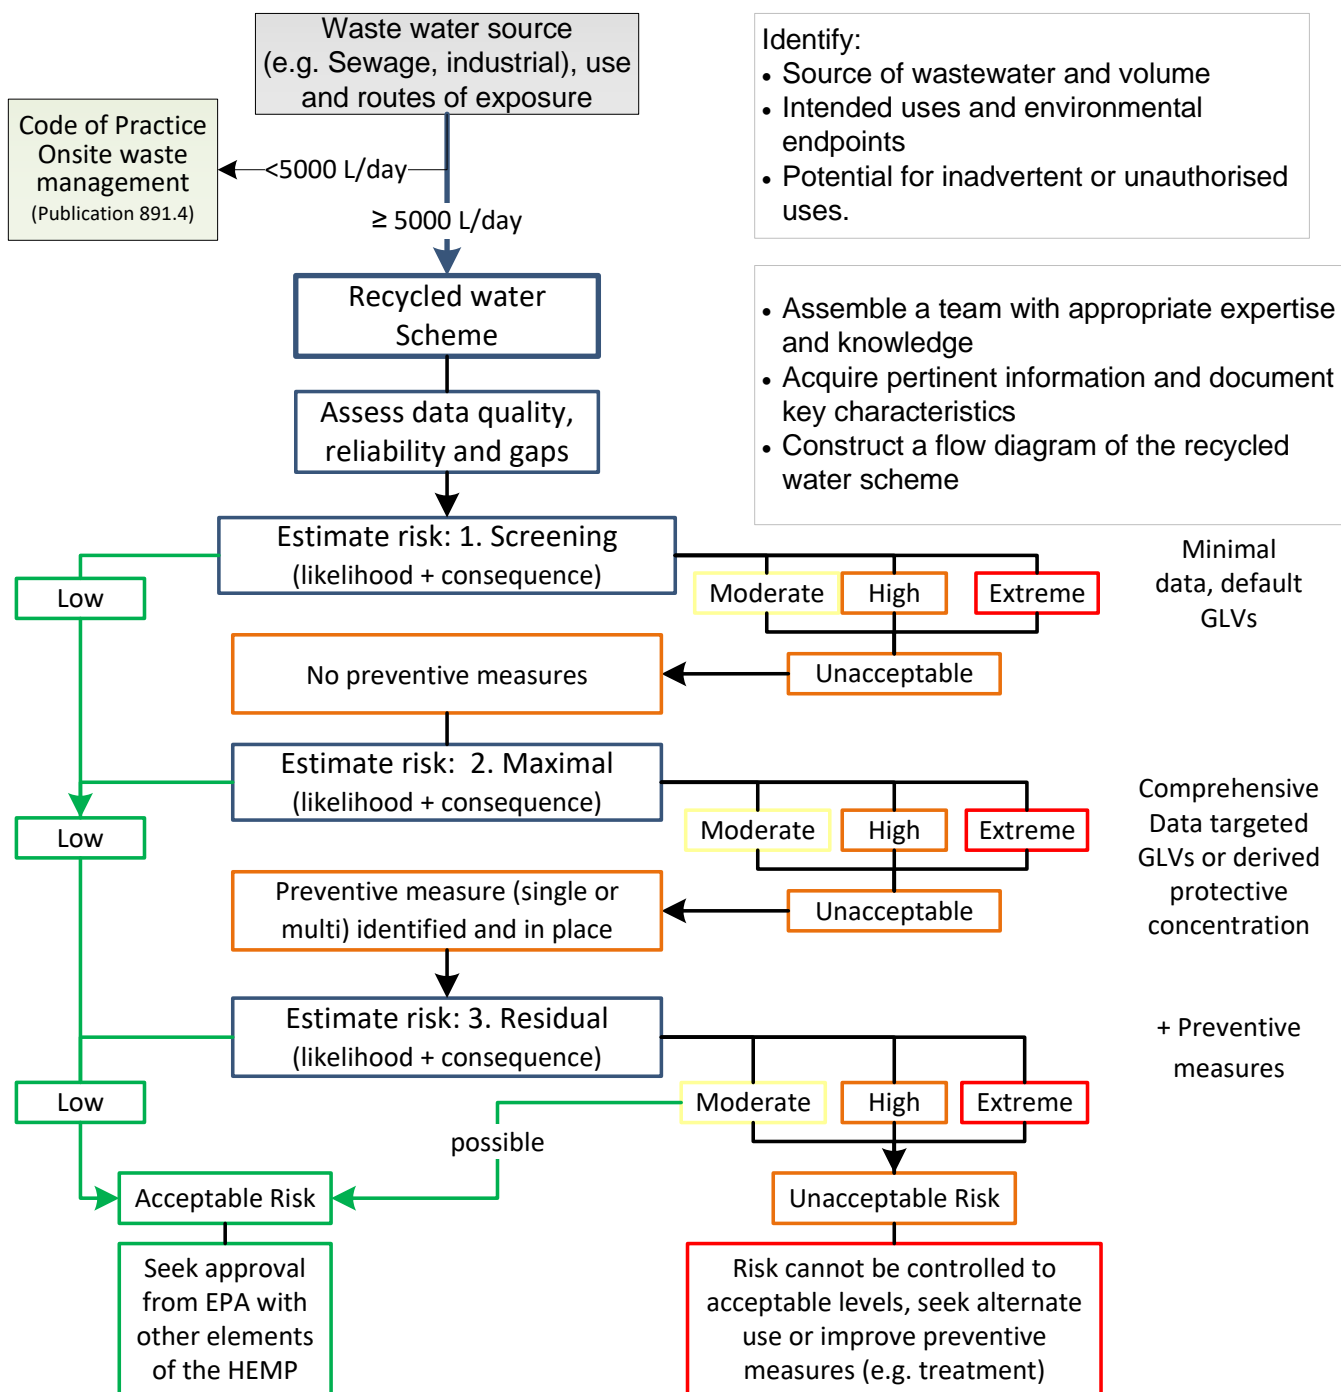 Waste water source
(e.g. Sewage, industrial), use
and routes of exposure
Identify:
• Source of wastewater and volume
• Intended uses and environmental
endpoints
• Potential for inadvertent or unauthorised
uses.
Code of Practice
Onsite waste
management
(Publication 891.4)
<5000 L/day
≥ 5000 L/day
Recycled water
Scheme
• Assemble a team with appropriate expertise
and knowledge
• Acquire pertinent information and document
key characteristics
• Construct a flow diagram of the recycled
water scheme
Assess data quality,
reliability and gaps
Estimate risk: 1. Screening
(likelihood + consequence)
Low
Moderate
High
Extreme
Minimal
data, default
GLVs
No preventive measures
Unacceptable
Estimate risk:  2. Maximal
(likelihood + consequence)
Low
Moderate
High
Extreme
Comprehensive
Data targeted
GLVs or derived
protective
concentration
Preventive measure (single or
multi) identified and in place
Unacceptable
Estimate risk: 3. Residual
(likelihood + consequence)
+ Preventive
measures
Low
Moderate
High
Extreme
possible
Acceptable Risk
Unacceptable Risk
Seek approval
from EPA with
other elements
of the HEMP
Risk cannot be controlled to
acceptable levels, seek alternate
use or improve preventive
measures (e.g. treatment)